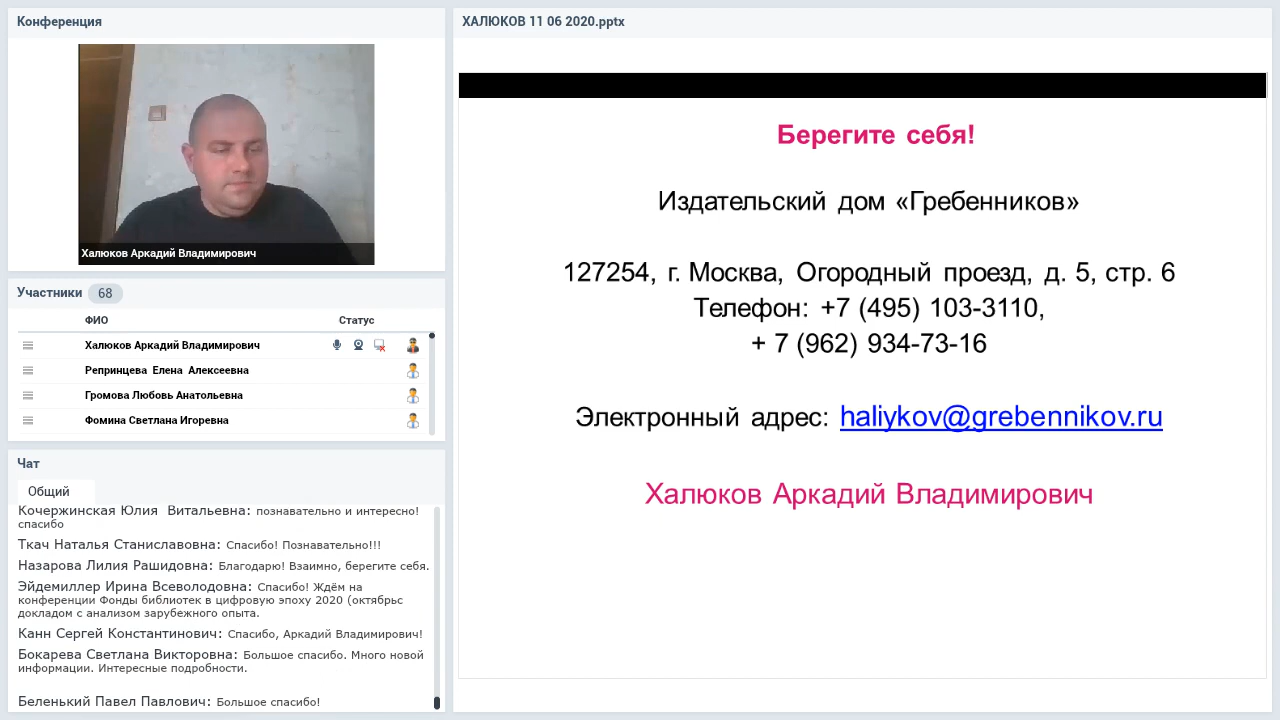 Конференция
Халюков Аркадий Владимирович
Участники 68
ФИО Статус
Халюков Аркадий Владимирович
Репринцева Елена Алексеевна
Громова Любовь Анатольевна
Фомина Светлана Игоревна
Чат
Общий
Кочержинская Юлия Витальевна: познавательно и интересно!
спасибо
Ткач Наталья Станиславовна: Спасибо! Познавательно!!!
Назарова Лилия Рашидовна: Благодарю! Взаимно, берегите себя.
Эйдемиллер Ирина Всеволодовна: Спасибо! Ждём на
конференции Фонды библиотек в цифровую эпоху 2020 (октябрьс
докладом с анализом зарубежного опыта.
Канн Сергей Константинович: Спасибо, Аркадий Владимирович!
Бокарева Светлана Викторовна: Большое спасибо. Много новой
информации. Интересные подробности.
Беленький Павел Павлович: Большое спасибо!
ХАЛЮКОВ 11 06 2020.pptx
Берегите себя!
Издательский дом «Гребенников»
127254, г. Москва, Огородный проезд, д. 5, стр. 6
Телефон: +7 (495) 103-3110,
+ 7 (962) 934-73-16
Электронный адрес: haliykov@grebennikov.ru
Халюков Аркадий Владимирович